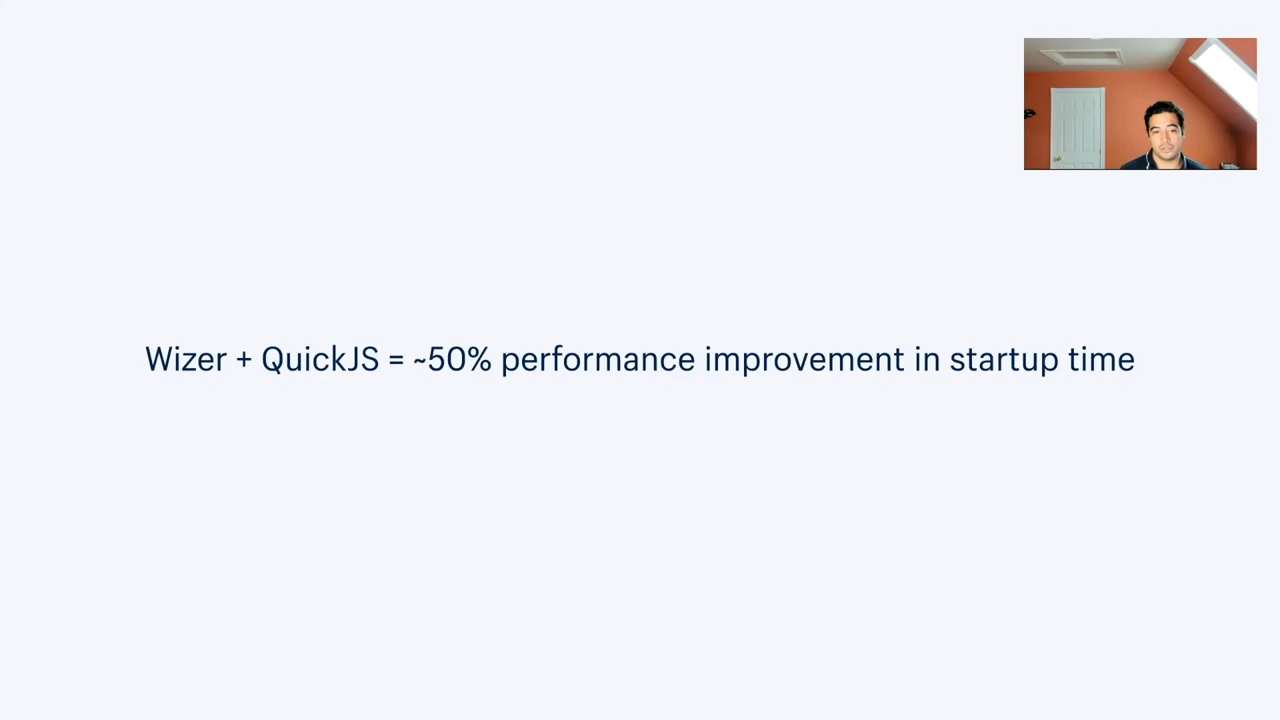 Wizer + QuickJS = ~50% performance improvement in startup time